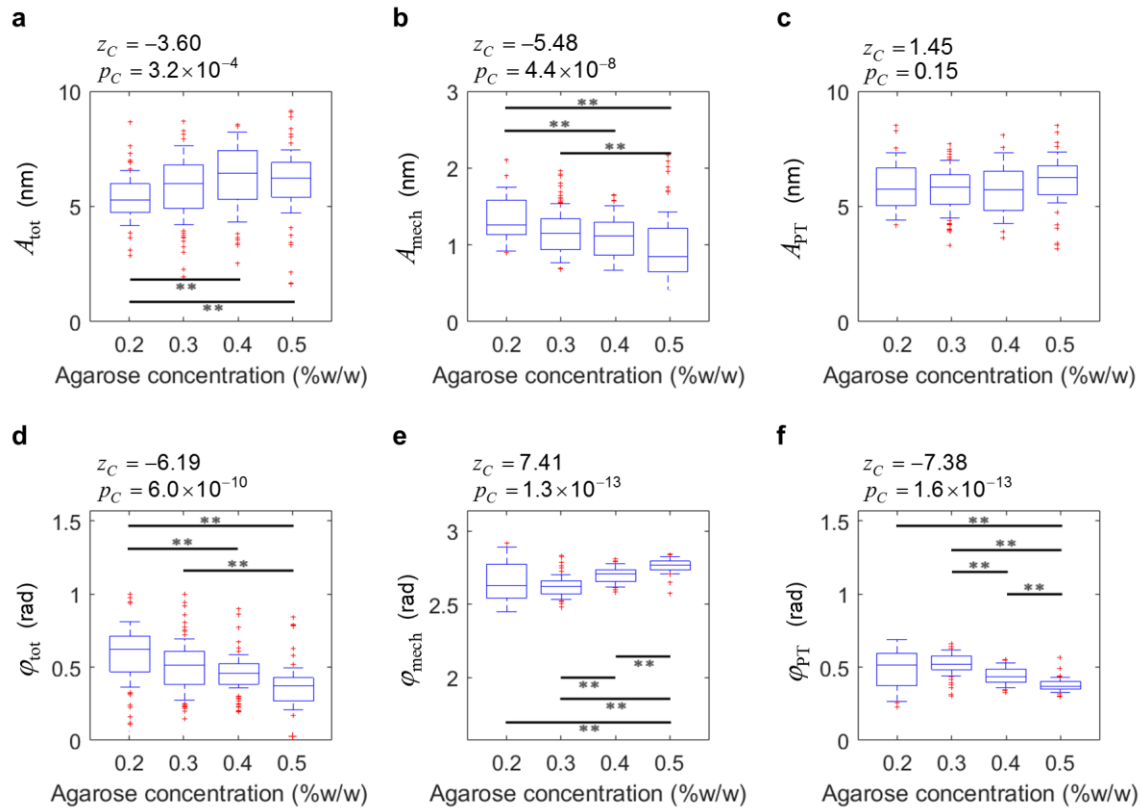 a
z_C = −3.60
p_C = 3.2×10⁻⁴
10
5
0
A_tot (nm)
**
**
0.2 0.3 0.4 0.5
Agarose concentration (%w/w)
b
z_C = −5.48
p_C = 4.4×10⁻⁸
3
2
1
0
A_mech (nm)
**
**
**
0.2 0.3 0.4 0.5
Agarose concentration (%w/w)
c
z_C = 1.45
p_C = 0.15
10
5
0
A_PT (nm)
0.2 0.3 0.4 0.5
Agarose concentration (%w/w)
d
z_C = −6.19
p_C = 6.0×10⁻¹⁰
1.5
1
0.5
0
φ_tot (rad)
**
**
**
0.2 0.3 0.4 0.5
Agarose concentration (%w/w)
e
z_C = 7.41
p_C = 1.3×10⁻¹³
3
2.5
2
φ_mech (rad)
**
**
**
**
0.2 0.3 0.4 0.5
Agarose concentration (%w/w)
f
z_C = −7.38
p_C = 1.6×10⁻¹³
1.5
1
0.5
0
φ_PT (rad)
**
**
**
**
0.2 0.3 0.4 0.5
Agarose concentration (%w/w)